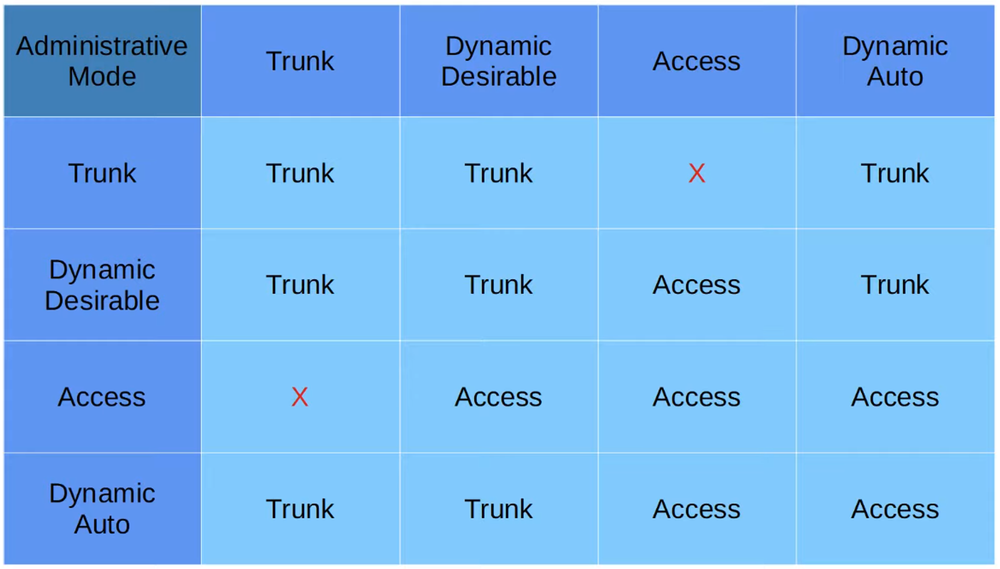 Administrative
Mode
Trunk
Dynamic
Desirable
Access
Dynamic
Auto
Trunk
Trunk
Trunk
X
Trunk
Dynamic
Desirable
Trunk
Trunk
Access
Trunk
Access
X
Access
Access
Access
Dynamic
Auto
Trunk
Trunk
Access
Access